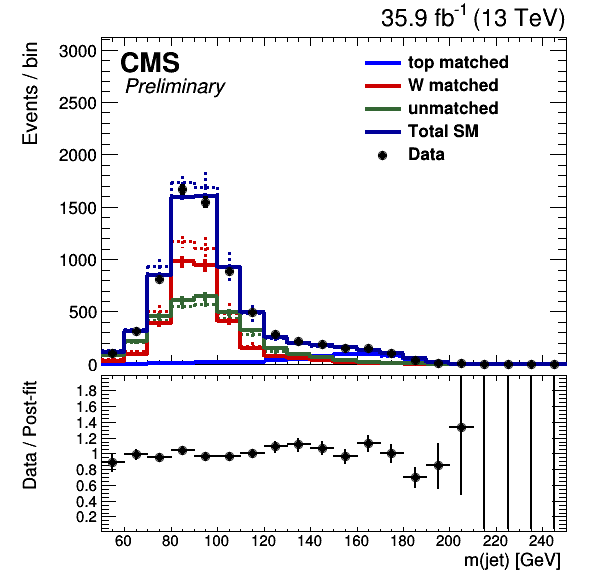 35.9 fb⁻¹ (13 TeV)
Events / bin
3000
2500
2000
1500
1000
500
0
CMS
Preliminary
top matched
W matched
unmatched
Total SM
Data
Data / Post-fit
1.8
1.6
1.4
1.2
1
0.8
0.6
0.4
0.2
60 80 100 120 140 160 180 200 220 240
m(jet) [GeV]